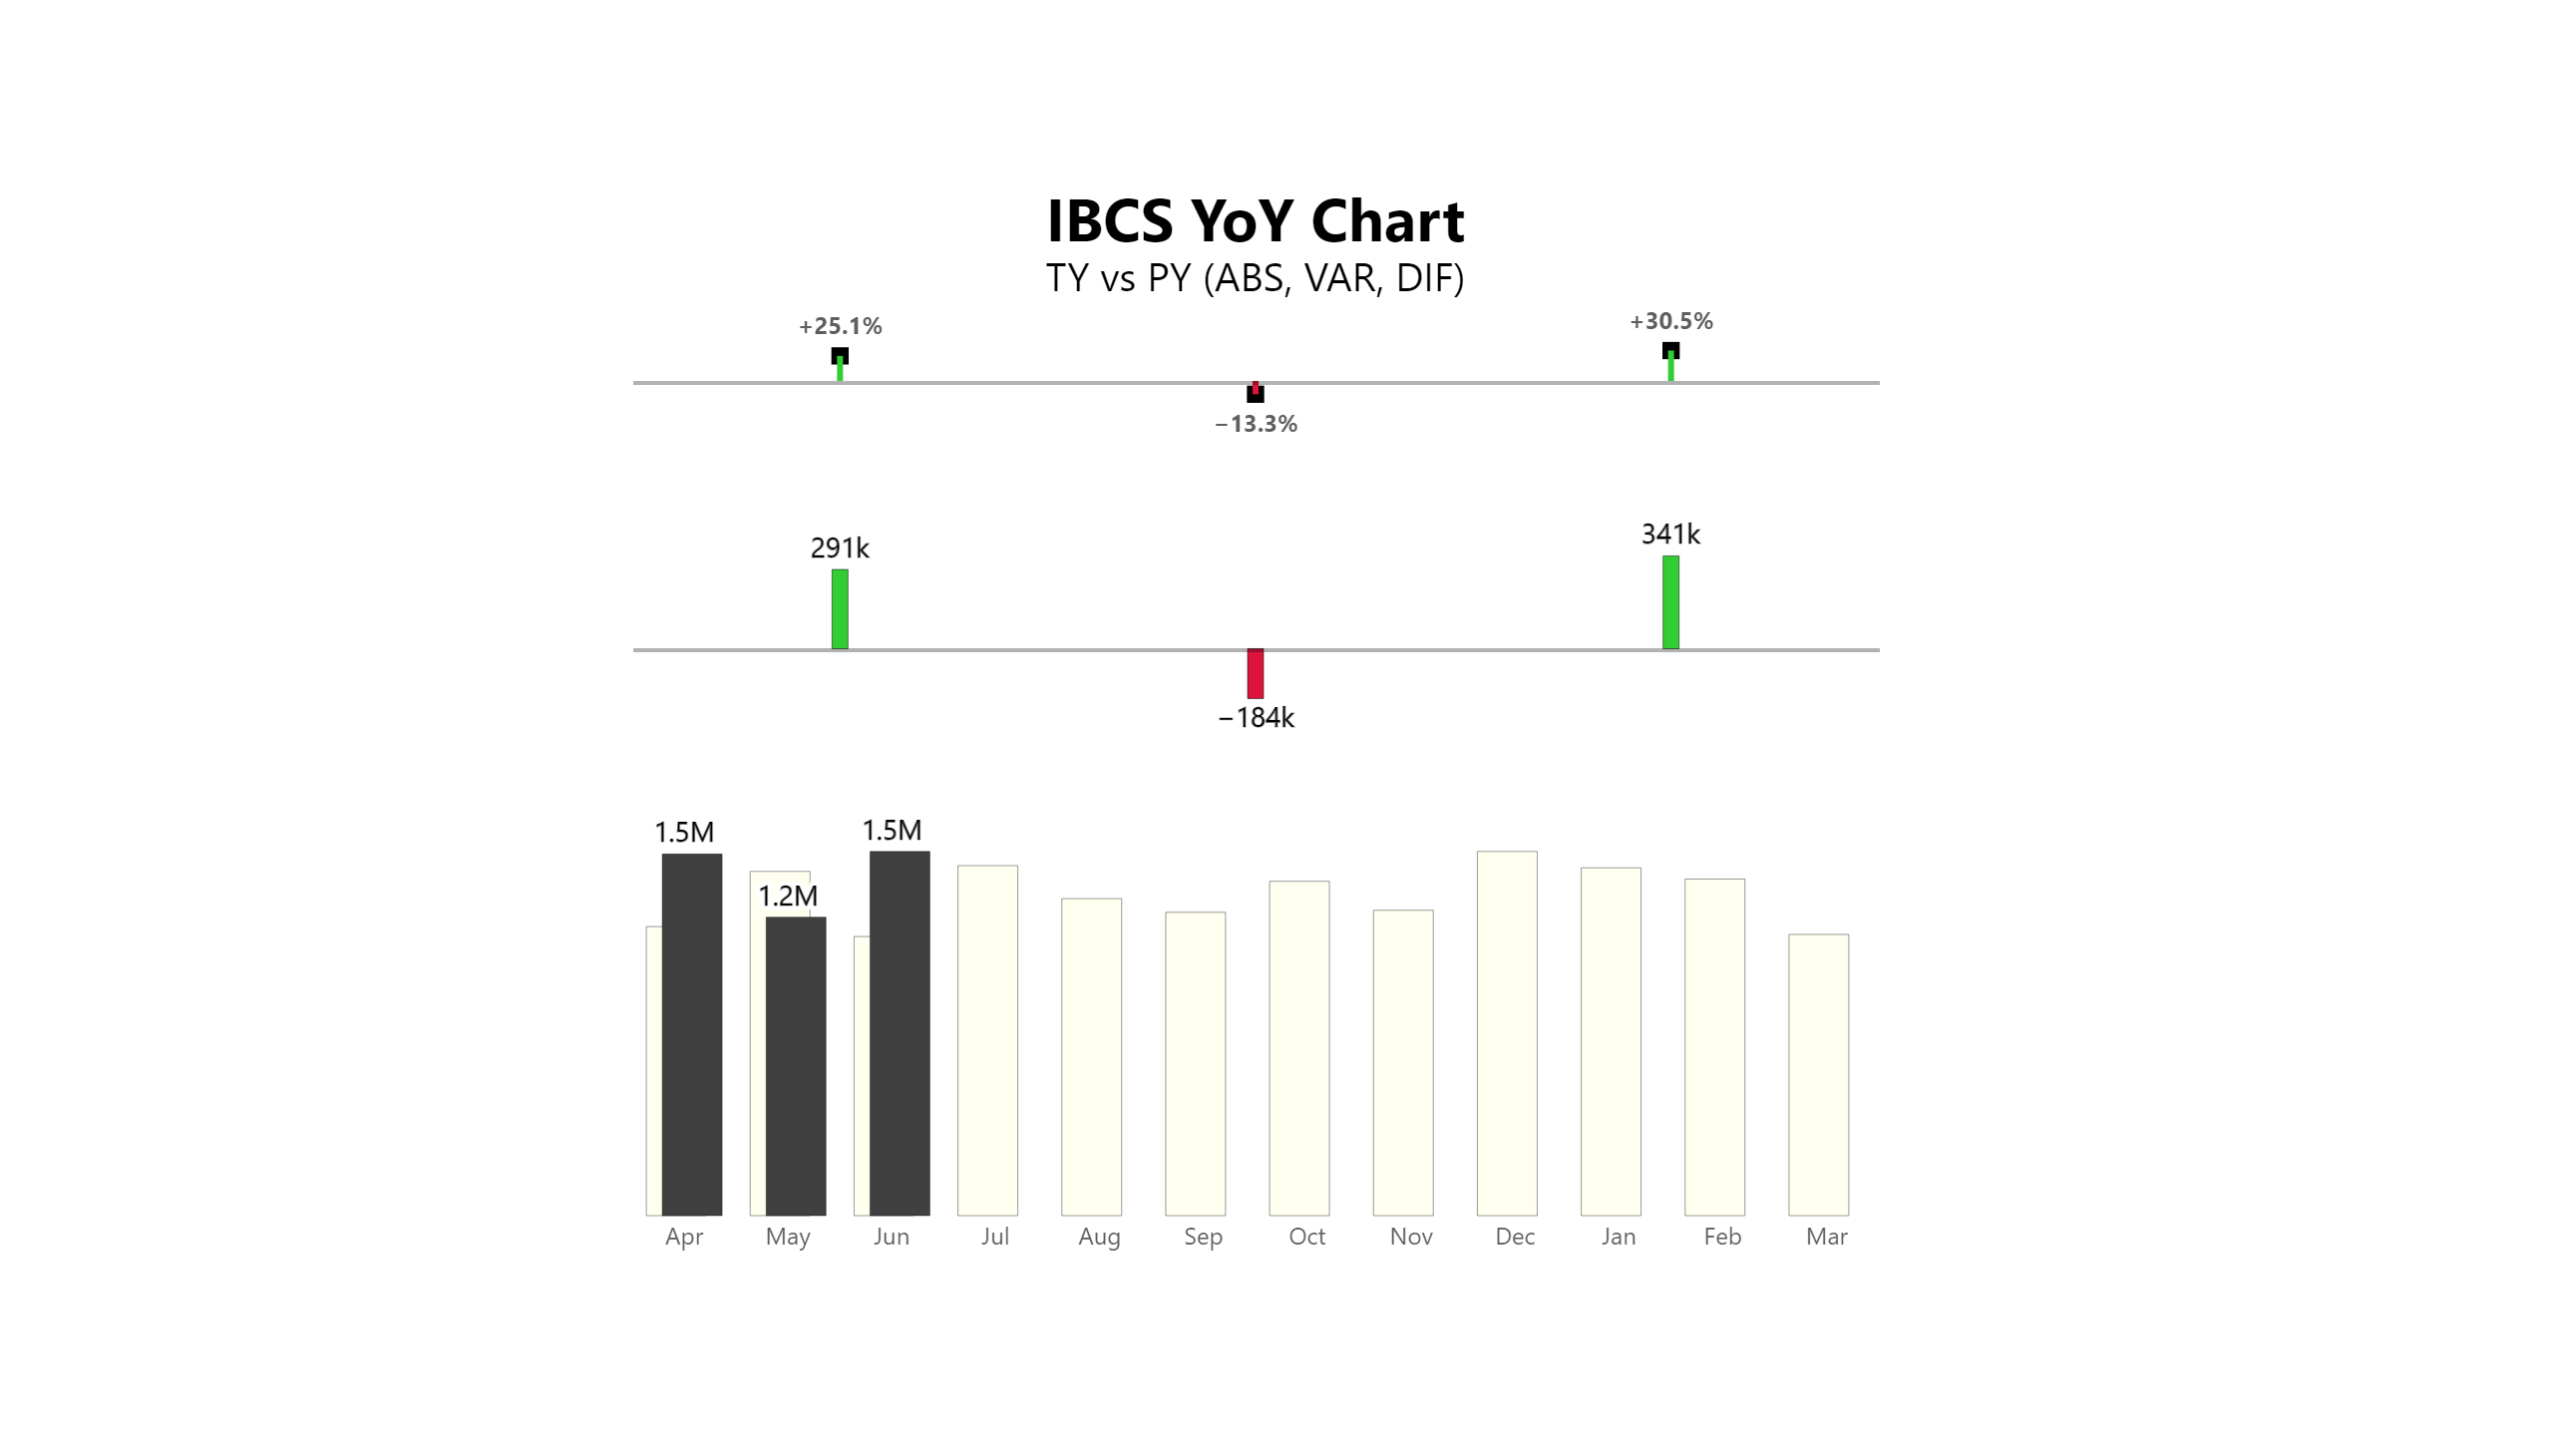 IBCS YoY Chart
TY vs PY (ABS, VAR, DIF)
+25.1%
+30.5%
−13.3%
291k
341k
−184k
1.5M
1.2M
1.5M
Apr May Jun Jul Aug Sep Oct Nov Dec Jan Feb Mar